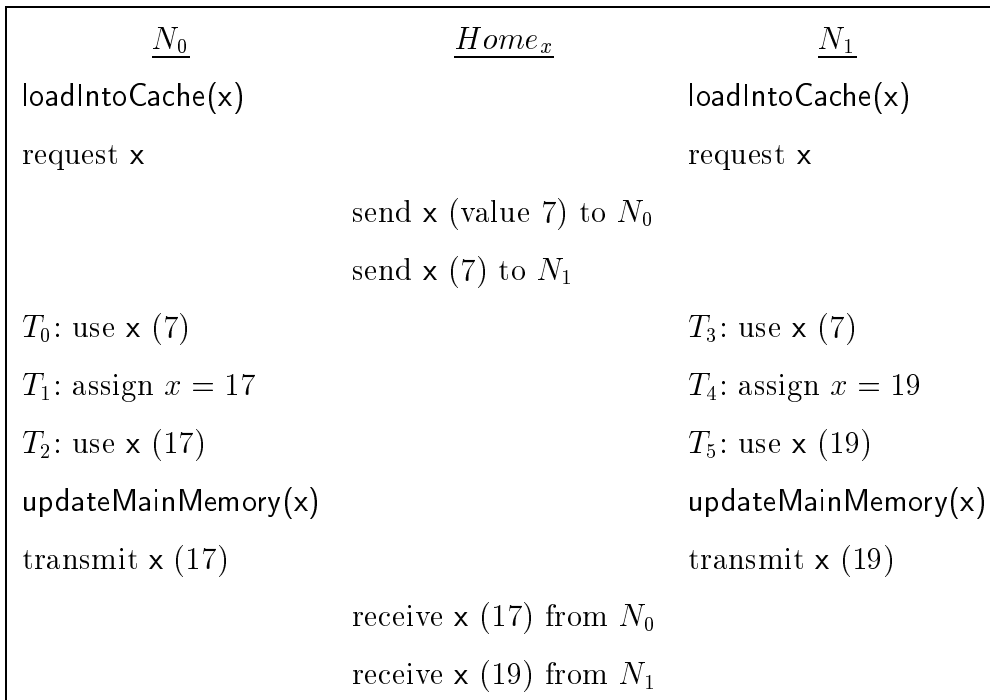 N₀ Homeₓ N₁
loadIntoCache(x) loadIntoCache(x)
request x request x
send x (value 7) to N₀
send x (7) to N₁
T₀: use x (7) T₃: use x (7)
T₁: assign x = 17 T₄: assign x = 19
T₂: use x (17) T₅: use x (19)
updateMainMemory(x) updateMainMemory(x)
transmit x (17) transmit x (19)
receive x (17) from N₀
receive x (19) from N₁